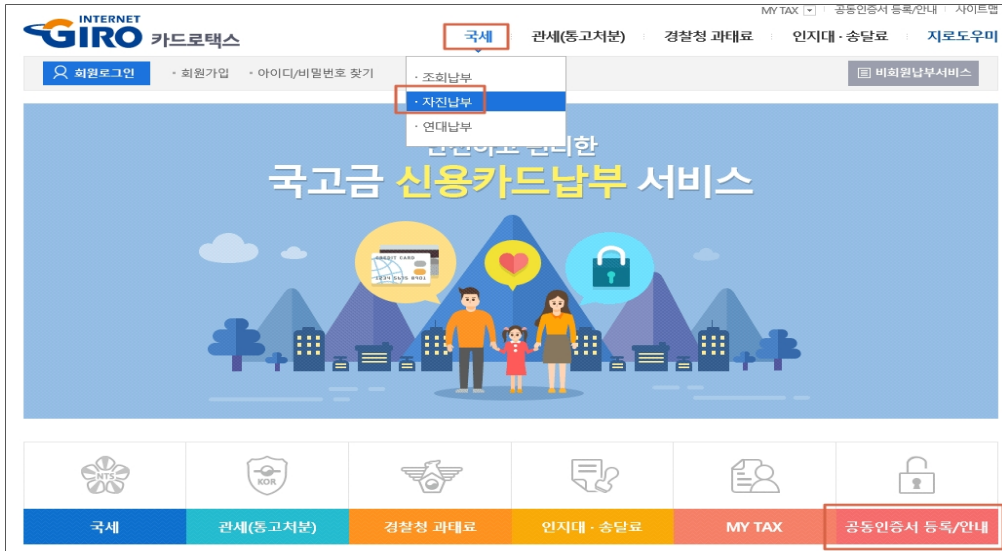 MY TAX 공동인증서 등록/안내 사이트맵
INTERNET
GIRO 카드로택스
국세 관세(통고처분) 경찰청 과태료 인지대 · 송달료 지로도우미
회원로그인 · 회원가입 · 아이디/비밀번호 찾기 비회원납부서비스
· 조회납부
· 자진납부
· 연대납부
국고금 신용카드납부 서비스
CREDIT CARD
1234 5678 8901
NTS
KOR
국세 관세(통고처분) 경찰청 과태료 인지대 · 송달료 MY TAX 공동인증서 등록/안내